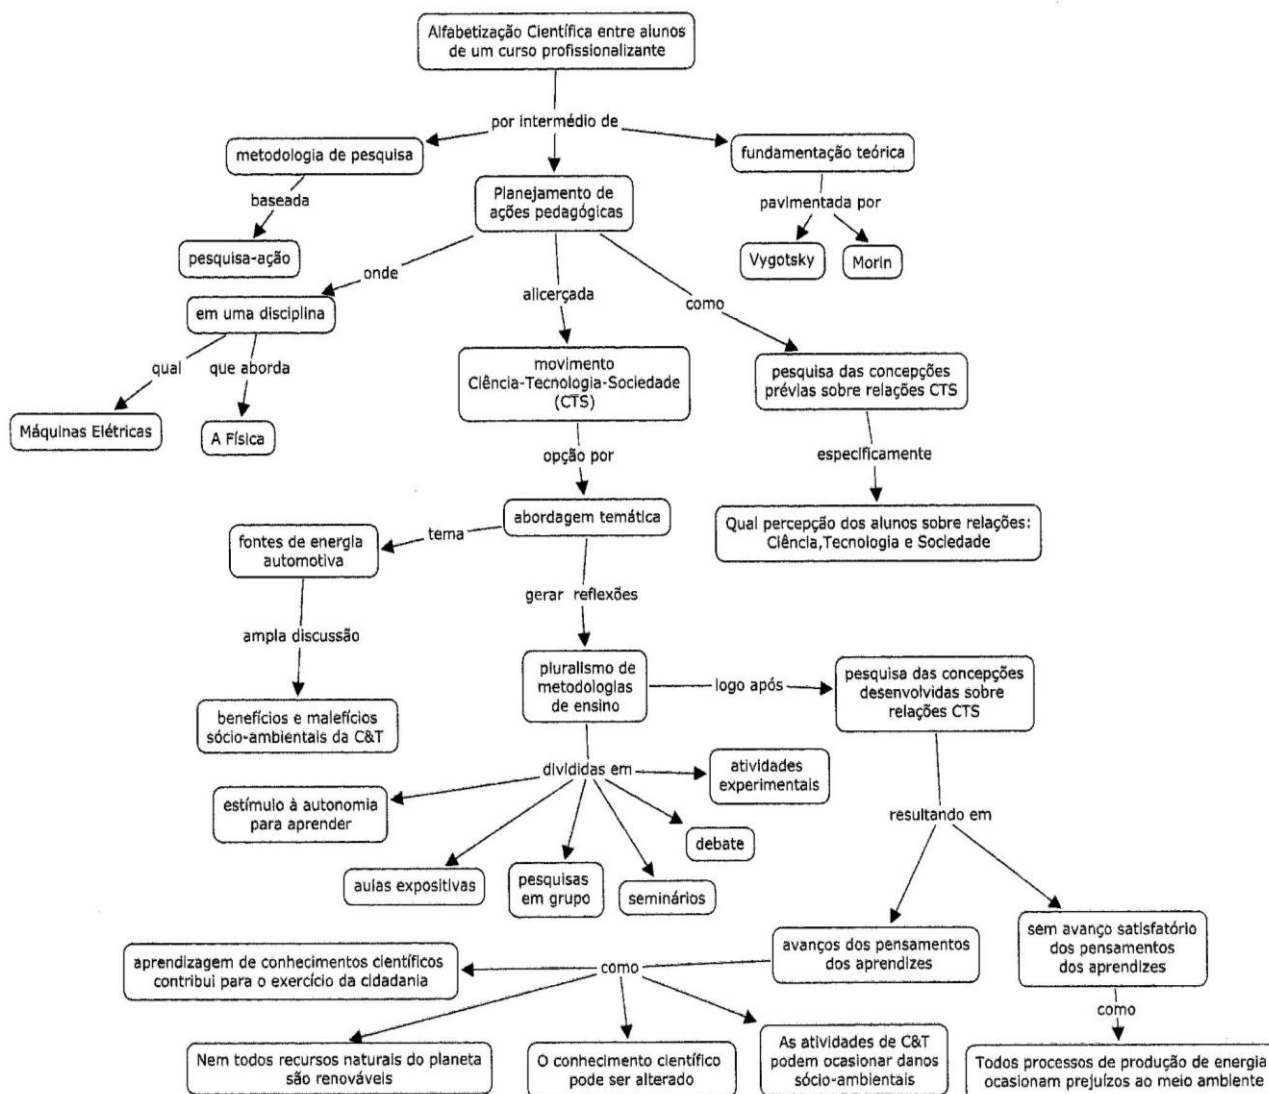 Alfabetização Científica entre alunos
de um curso profissionalizante
por intermédio de
metodologia de pesquisa
fundamentação teórica
baseada
Planejamento de
ações pedagógicas
pavimentada por
pesquisa-ação
Vygotsky
Morin
onde
alicerçada
como
em uma disciplina
qual
que aborda
movimento
Ciência-Tecnologia-Sociedade
(CTS)
pesquisa das concepções
prévias sobre relações CTS
Máquinas Elétricas
A Física
opção por
especificamente
abordagem temática
Qual percepção dos alunos sobre relações:
Ciência,Tecnologia e Sociedade
tema
fontes de energia
automotiva
gerar reflexões
ampla discussão
pluralismo de
metodologias
de ensino
logo após
pesquisa das concepções
desenvolvidas sobre
relações CTS
benefícios e malefícios
sócio-ambientais da C&T
divididas em
atividades
experimentais
estímulo à autonomia
para aprender
resultando em
debate
aulas expositivas
pesquisas
em grupo
seminários
avanços dos pensamentos
dos aprendizes
sem avanço satisfatório
dos pensamentos
dos aprendizes
aprendizagem de conhecimentos científicos
contribui para o exercício da cidadania
como
como
Nem todos recursos naturais do planeta
são renováveis
O conhecimento científico
pode ser alterado
As atividades de C&T
podem ocasionar danos
sócio-ambientais
Todos processos de produção de energia
ocasionam prejuízos ao meio ambiente